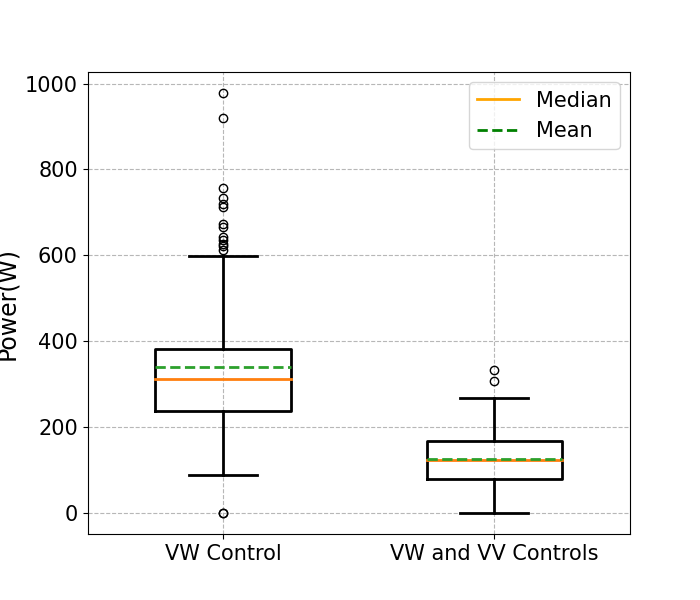 1000
800
600
400
200
0
Power(W)
Median
Mean
VW Control
VW and VV Controls